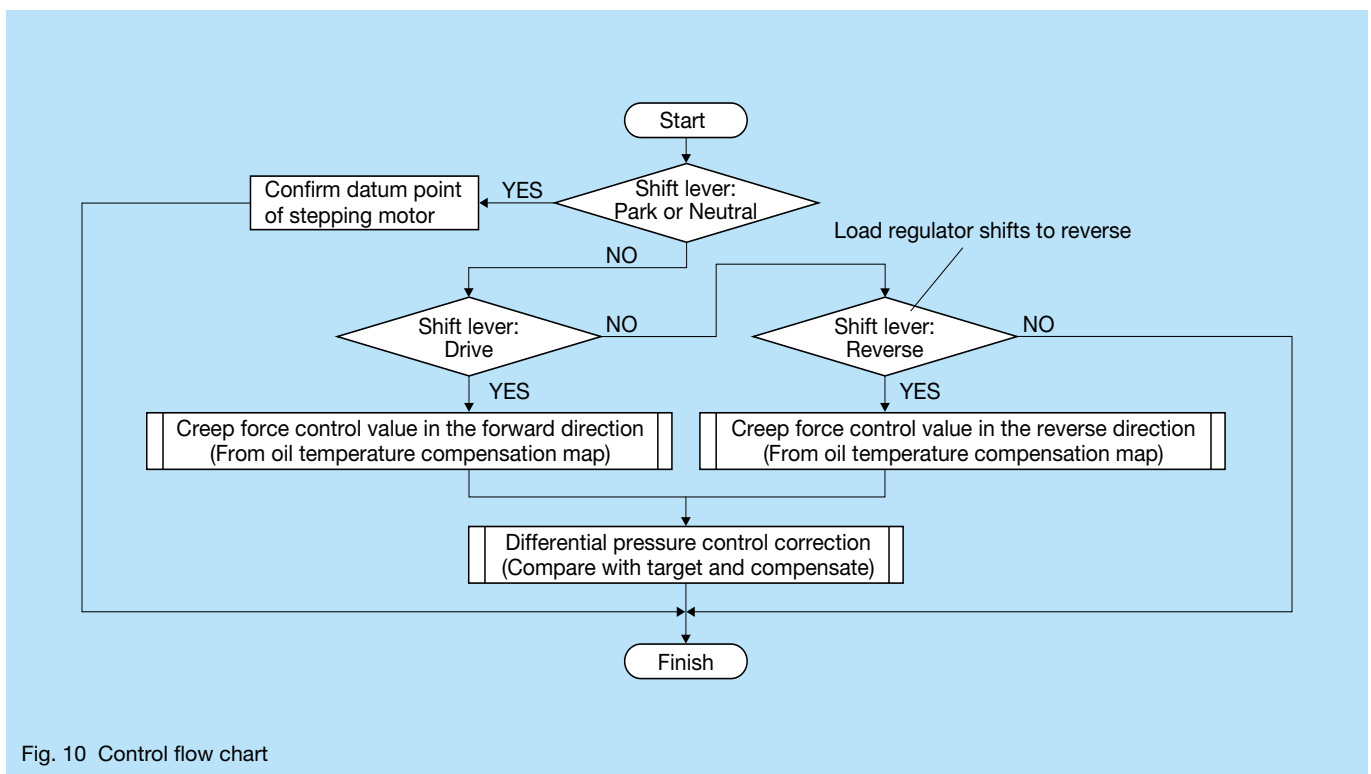 Start
Shift lever:
Park or Neutral
YES
Confirm datum point
of stepping motor
NO
Load regulator shifts to reverse
Shift lever:
Drive
NO
Shift lever:
Reverse
NO
YES
YES
Creep force control value in the forward direction
(From oil temperature compensation map)
Creep force control value in the reverse direction
(From oil temperature compensation map)
Differential pressure control correction
(Compare with target and compensate)
Finish
Fig. 10 Control flow chart